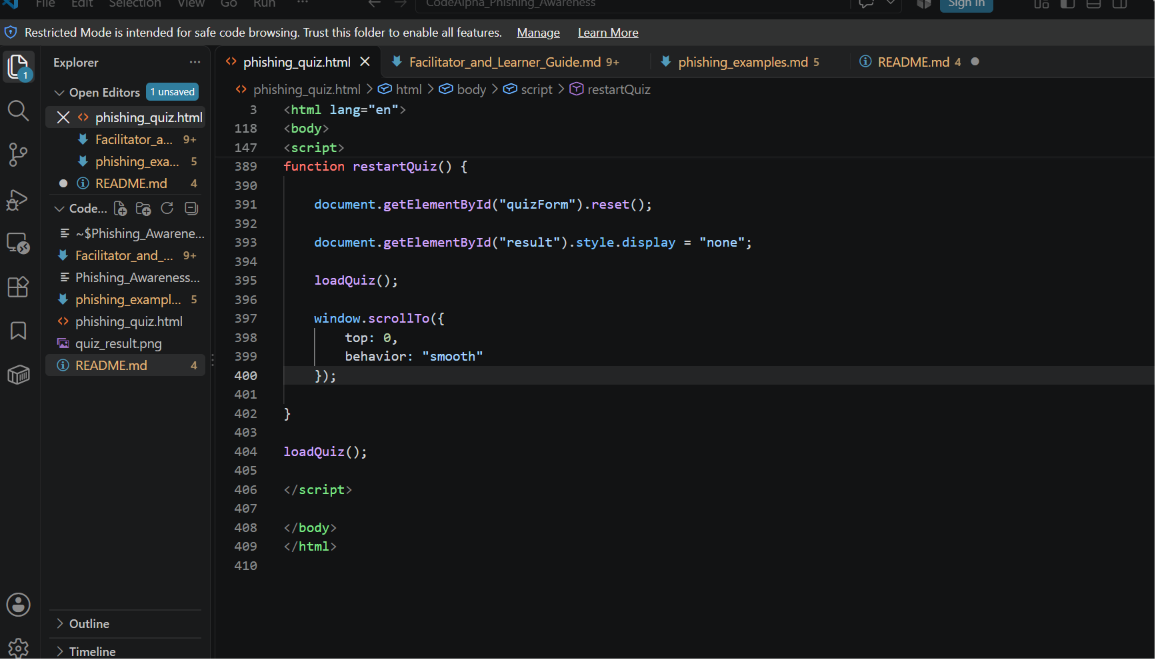 File Edit Selection View Go Run ··· CodeAlpha_Phishing_Awareness Sign In
Restricted Mode is intended for safe code browsing. Trust this folder to enable all features. Manage Learn More
Explorer ···
Open Editors 1 unsaved
phishing_quiz.html
Facilitator_a... 9+
phishing_exa... 5
README.md 4
Code...
~$Phishing_Awarene...
Facilitator_and_... 9+
Phishing_Awareness...
phishing_exampl... 5
phishing_quiz.html
quiz_result.png
README.md 4
Outline
Timeline
1
phishing_quiz.html Facilitator_and_Learner_Guide.md 9+ phishing_examples.md 5 README.md 4
phishing_quiz.html > html > body > script > restartQuiz
3 <html lang="en">
118 <body>
147 <script>
389 function restartQuiz() {
390
391 document.getElementById("quizForm").reset();
392
393 document.getElementById("result").style.display = "none";
394
395 loadQuiz();
396
397 window.scrollTo({
398 top: 0,
399 behavior: "smooth"
400 });
401
402 }
403
404 loadQuiz();
405
406 </script>
407
408 </body>
409 </html>
410